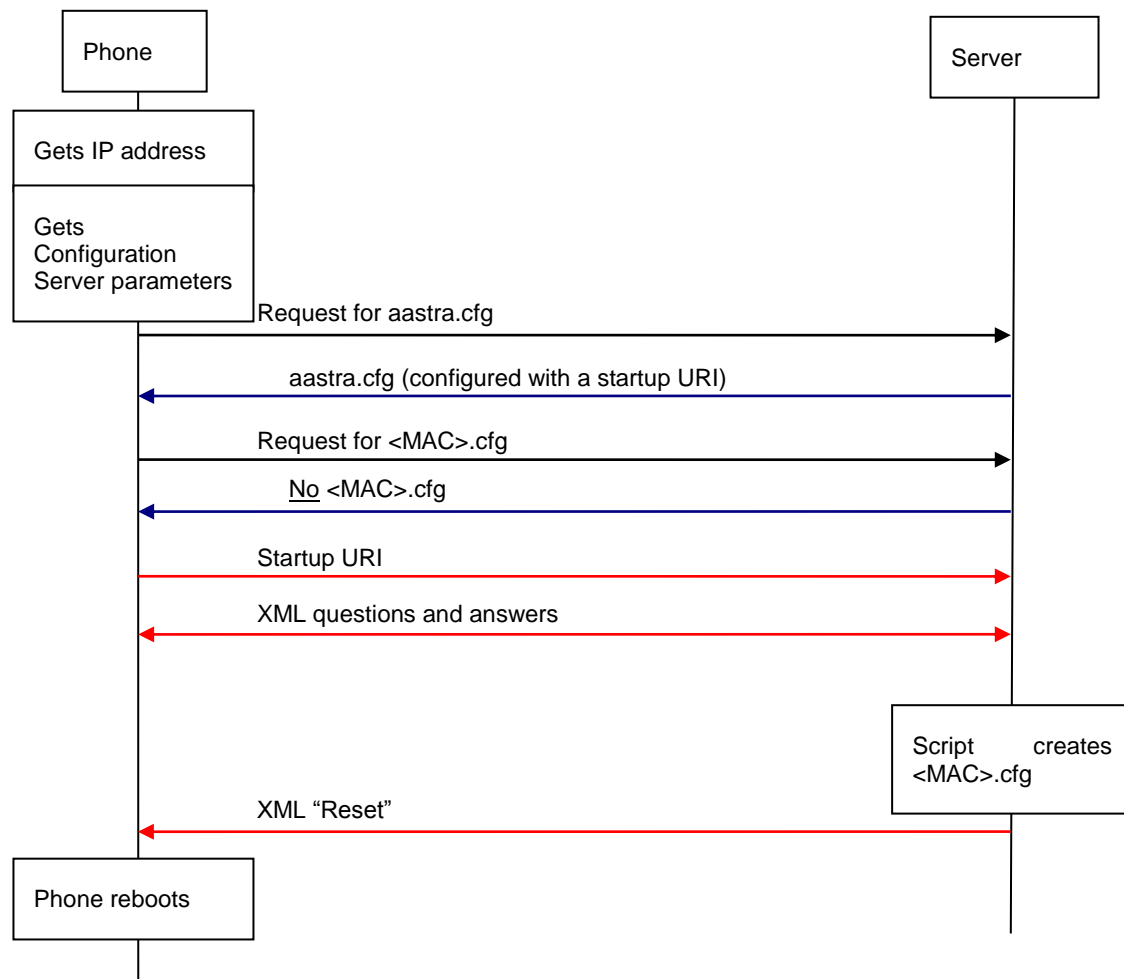 Phone
Server
Gets IP address
Gets
Configuration
Server parameters
Request for aastra.cfg
aastra.cfg (configured with a startup URI)
Request for <MAC>.cfg
No <MAC>.cfg
Startup URI
XML questions and answers
Script creates
<MAC>.cfg
XML “Reset”
Phone reboots